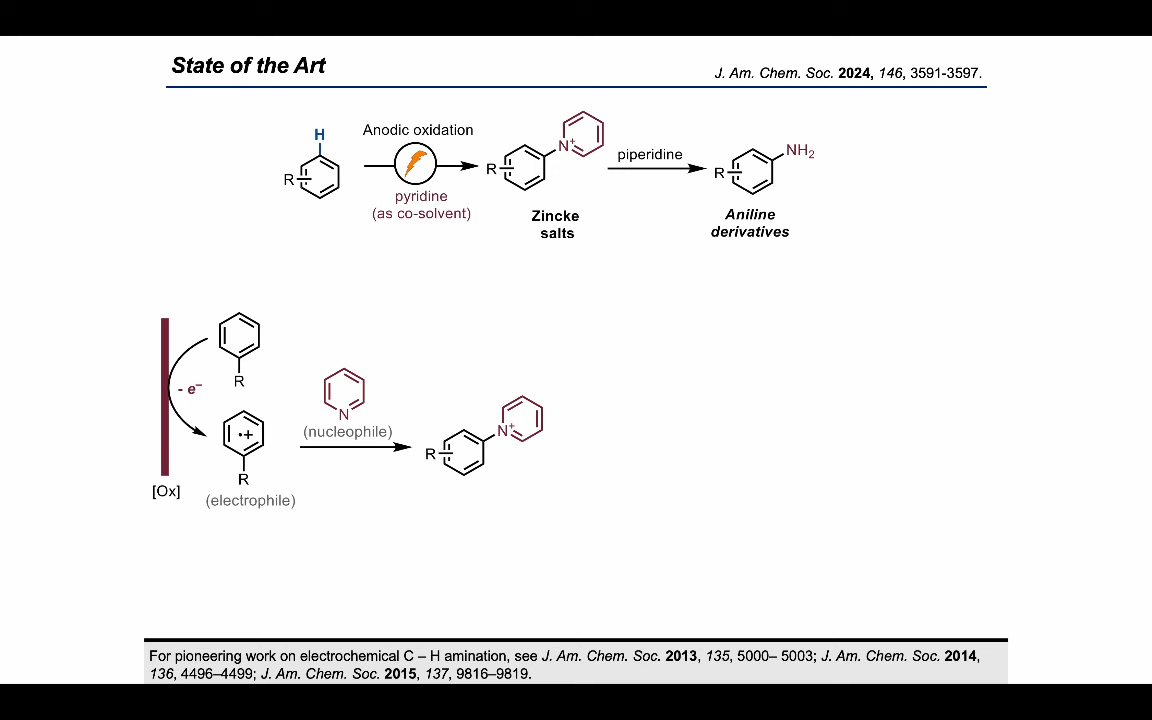 State of the Art
J. Am. Chem. Soc. 2024, 146, 3591-3597.
H
R
Anodic oxidation
pyridine
(as co-solvent)
R
N+
Zincke
salts
piperidine
R
NH2
Aniline
derivatives
R
- e–
•+
R
[Ox]
(electrophile)
N
(nucleophile)
R
N+
For pioneering work on electrochemical C – H amination, see J. Am. Chem. Soc. 2013, 135, 5000– 5003; J. Am. Chem. Soc. 2014,
136, 4496–4499; J. Am. Chem. Soc. 2015, 137, 9816–9819.